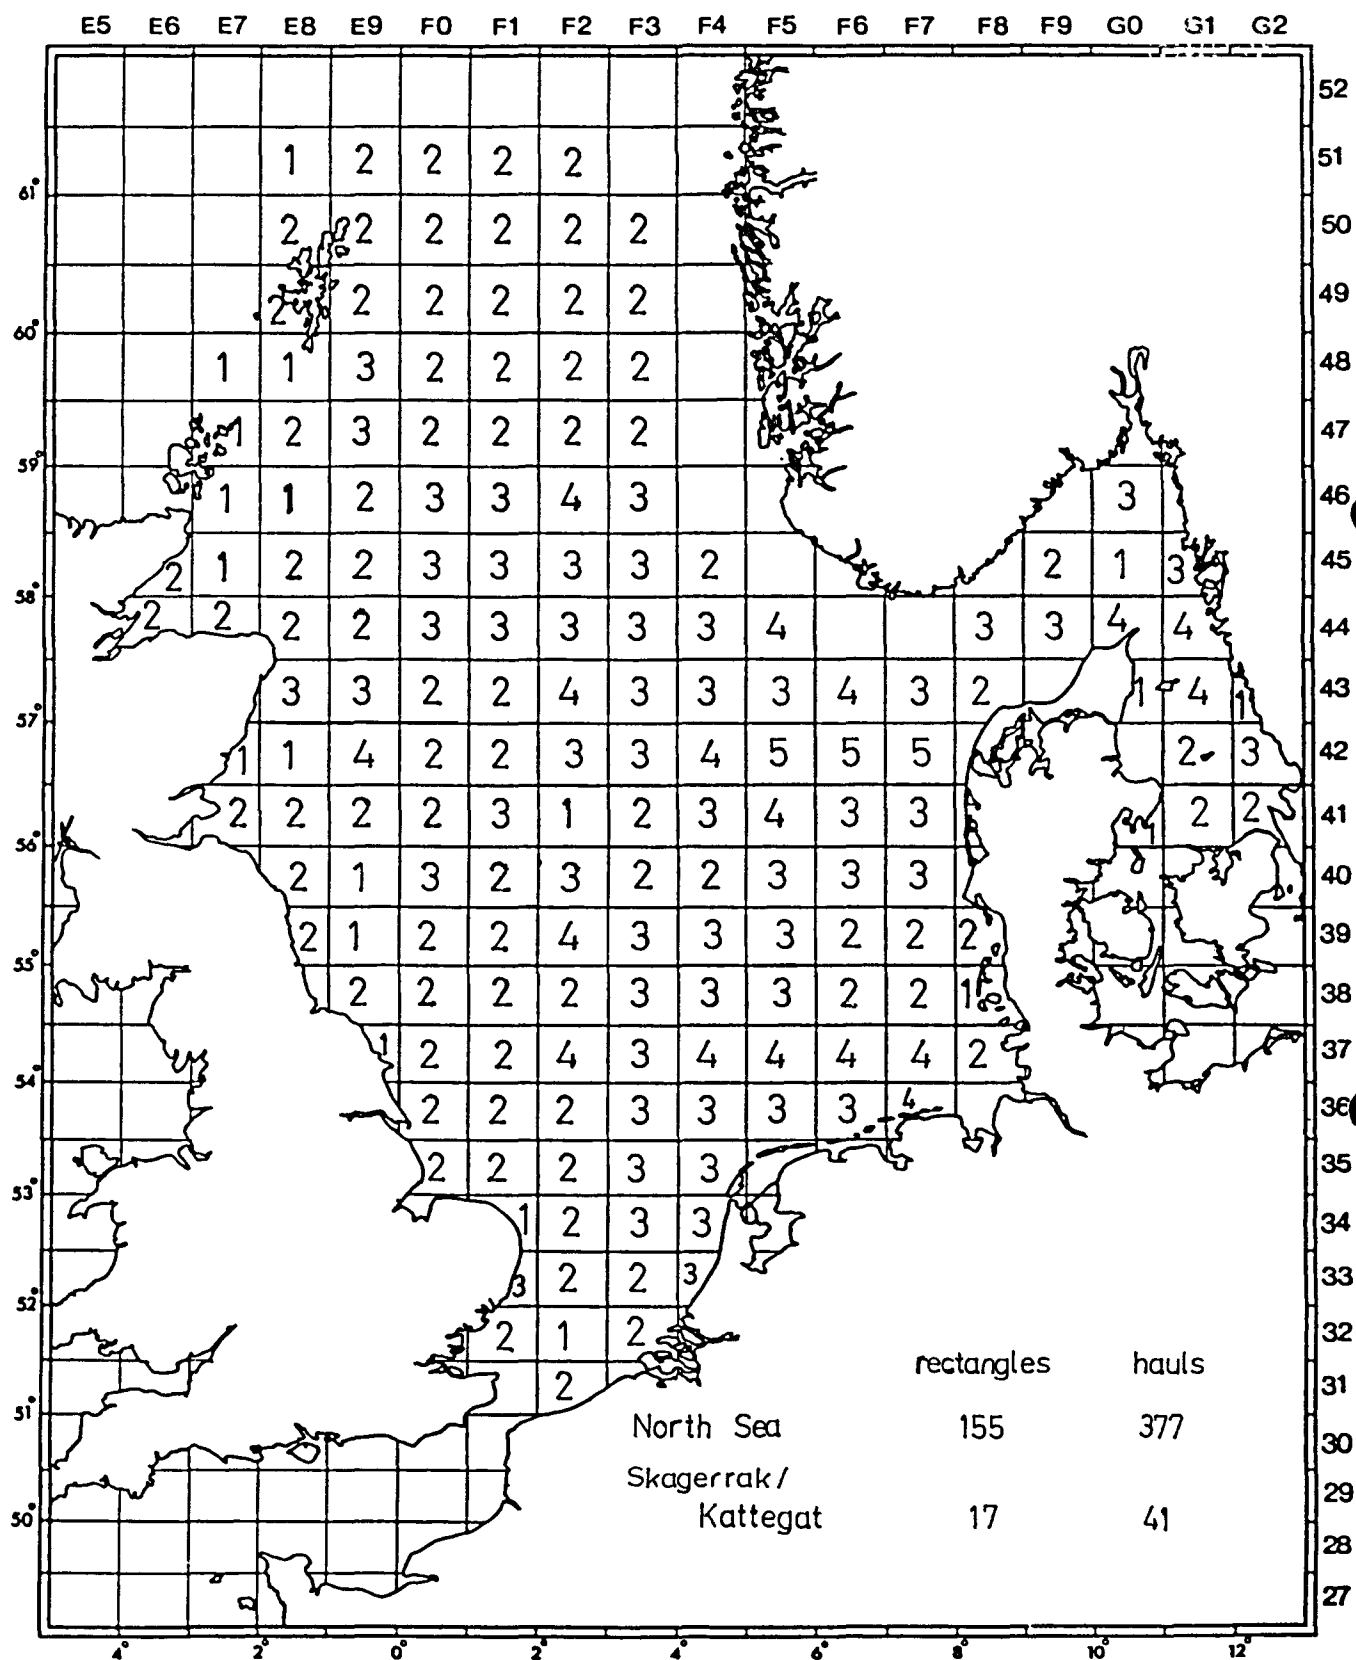 E5 E6 E7 E8 E9 F0 F1 F2 F3 F4 F5 F6 F7 F8 F9 G0 G1 G2
52
1 2 2 2 2 51
61°
2 2 2 2 2 2 50
2 2 2 2 2 2 49
60°
1 1 3 2 2 2 2 48
1 2 3 2 2 2 2 47
59°
1 1 2 3 3 4 3 3 46
2 1 2 2 3 3 3 3 2 2 1 3 45
58°
2 2 2 2 3 3 3 3 3 4 3 3 4 4 44
3 3 2 2 4 3 3 3 4 3 2 1 4 1 43
57°
1 1 4 2 2 3 3 4 5 5 5 2 3 42
2 2 2 2 3 1 2 3 4 3 3 1 2 2 41
56°
2 1 3 2 3 2 2 3 3 3 40
2 1 2 2 4 3 3 3 2 2 2 39
55°
2 2 2 2 3 3 3 2 2 1 38
1 2 2 4 3 4 4 4 4 2 37
54°
2 2 2 3 3 3 3 4 36
2 2 2 3 3 35
53°
1 2 3 3 34
3 2 2 3 33
52°
2 1 2 32
rectangles hauls
2 31
51°
North Sea 155 377 30
Skagerrak/
29
Kattegat 17 41
50°
28
27
4° 2° 0° 2° 4° 6° 8° 10° 12°